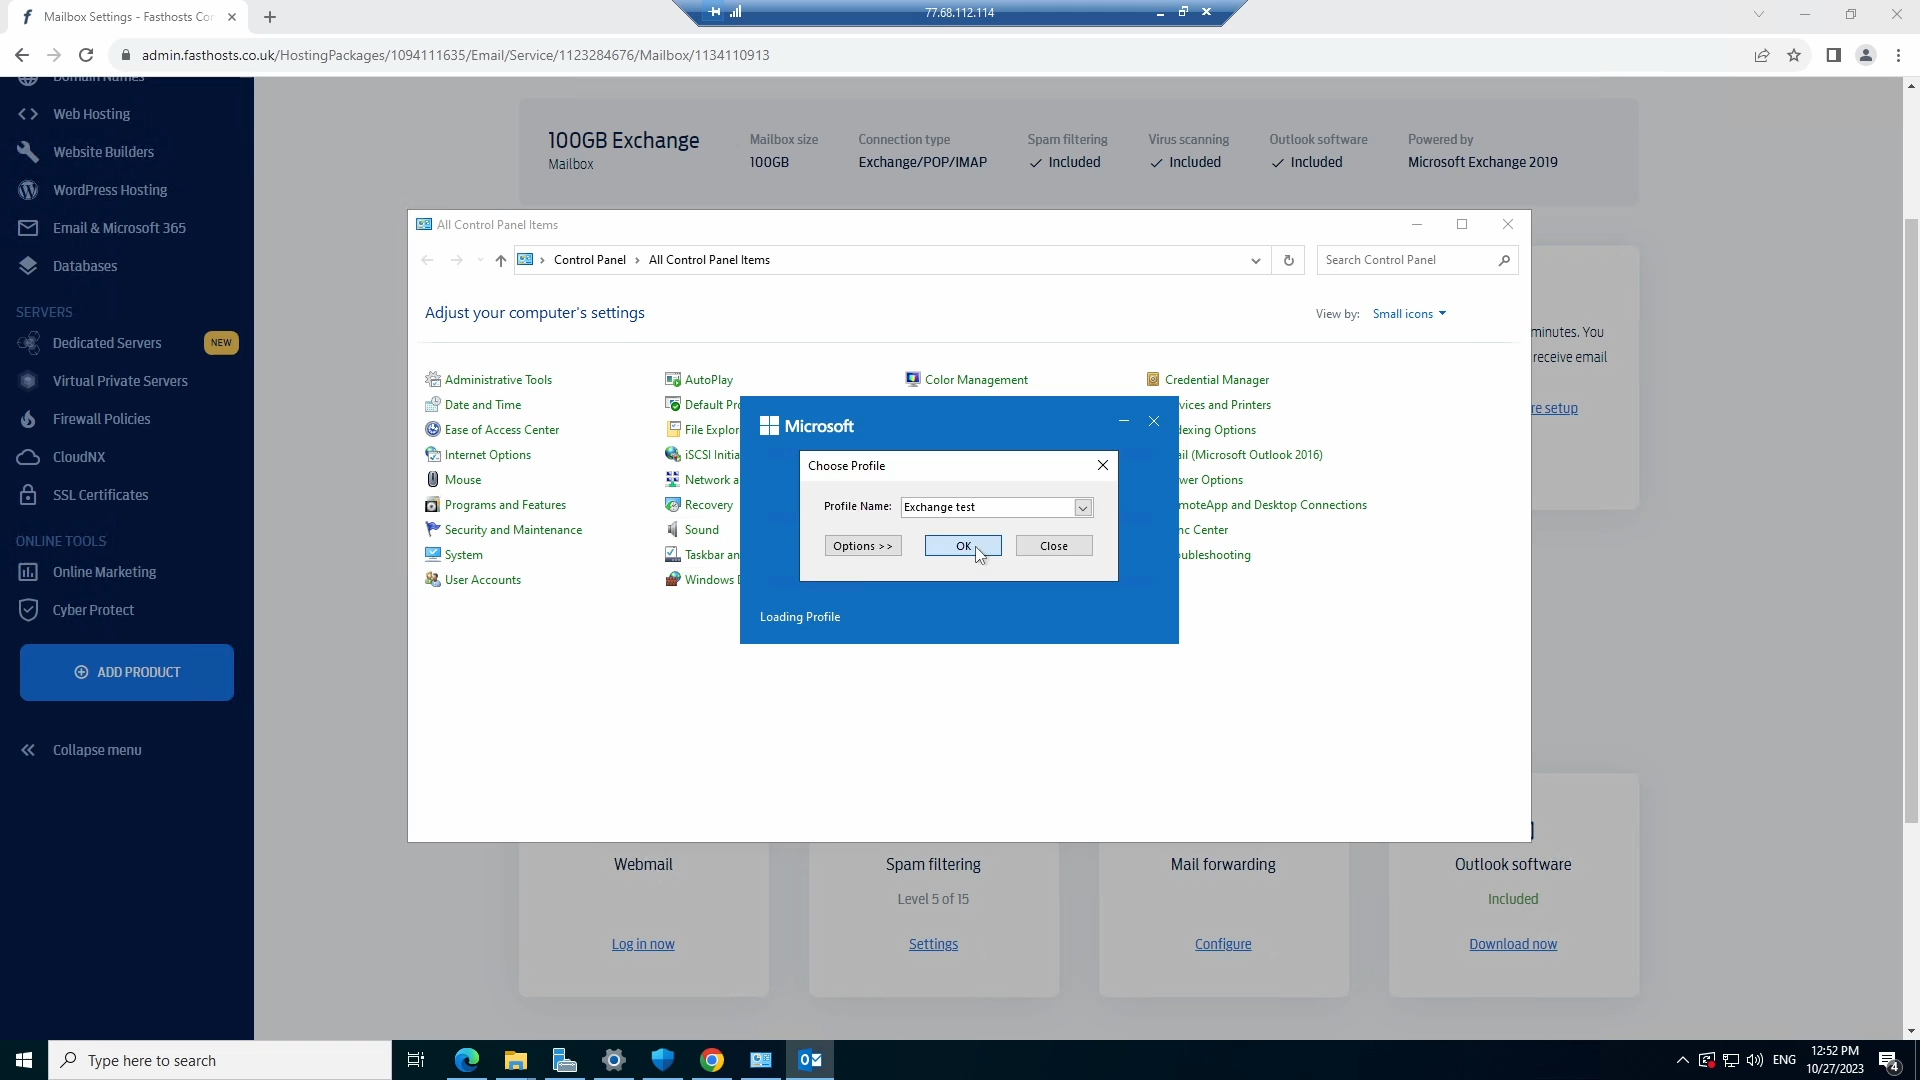 Mailbox Settings - Fasthosts Cor
77.68.112.114
admin.fasthosts.co.uk/HostingPackages/1094111635/Email/Service/1123284676/Mailbox/1134110913
Domain Names
Web Hosting
Website Builders
WordPress Hosting
Email & Microsoft 365
Databases
SERVERS
Dedicated Servers
NEW
Virtual Private Servers
Firewall Policies
CloudNX
SSL Certificates
ONLINE TOOLS
Online Marketing
Cyber Protect
ADD PRODUCT
Collapse menu
100GB Exchange
Mailbox
Mailbox size
100GB
Connection type
Exchange/POP/IMAP
Spam filtering
Included
Virus scanning
Included
Outlook software
Included
Powered by
Microsoft Exchange 2019
minutes. You
receive email
re setup
All Control Panel Items
Control Panel
All Control Panel Items
Search Control Panel
Adjust your computer's settings
View by:
Small icons
Administrative Tools
AutoPlay
Color Management
Credential Manager
Date and Time
Default Pr
vices and Printers
Ease of Access Center
File Explor
dexing Options
Internet Options
iSCSI Initia
ail (Microsoft Outlook 2016)
Mouse
Network a
wer Options
Programs and Features
Recovery
moteApp and Desktop Connections
Security and Maintenance
Sound
nc Center
System
Taskbar an
ubleshooting
User Accounts
Windows D
Microsoft
Choose Profile
Profile Name:
Exchange test
Options >>
OK
Close
Loading Profile
Webmail
Log in now
Spam filtering
Level 5 of 15
Settings
Mail forwarding
Configure
Outlook software
Included
Download now
Type here to search
ENG
12:52 PM
10/27/2023
4